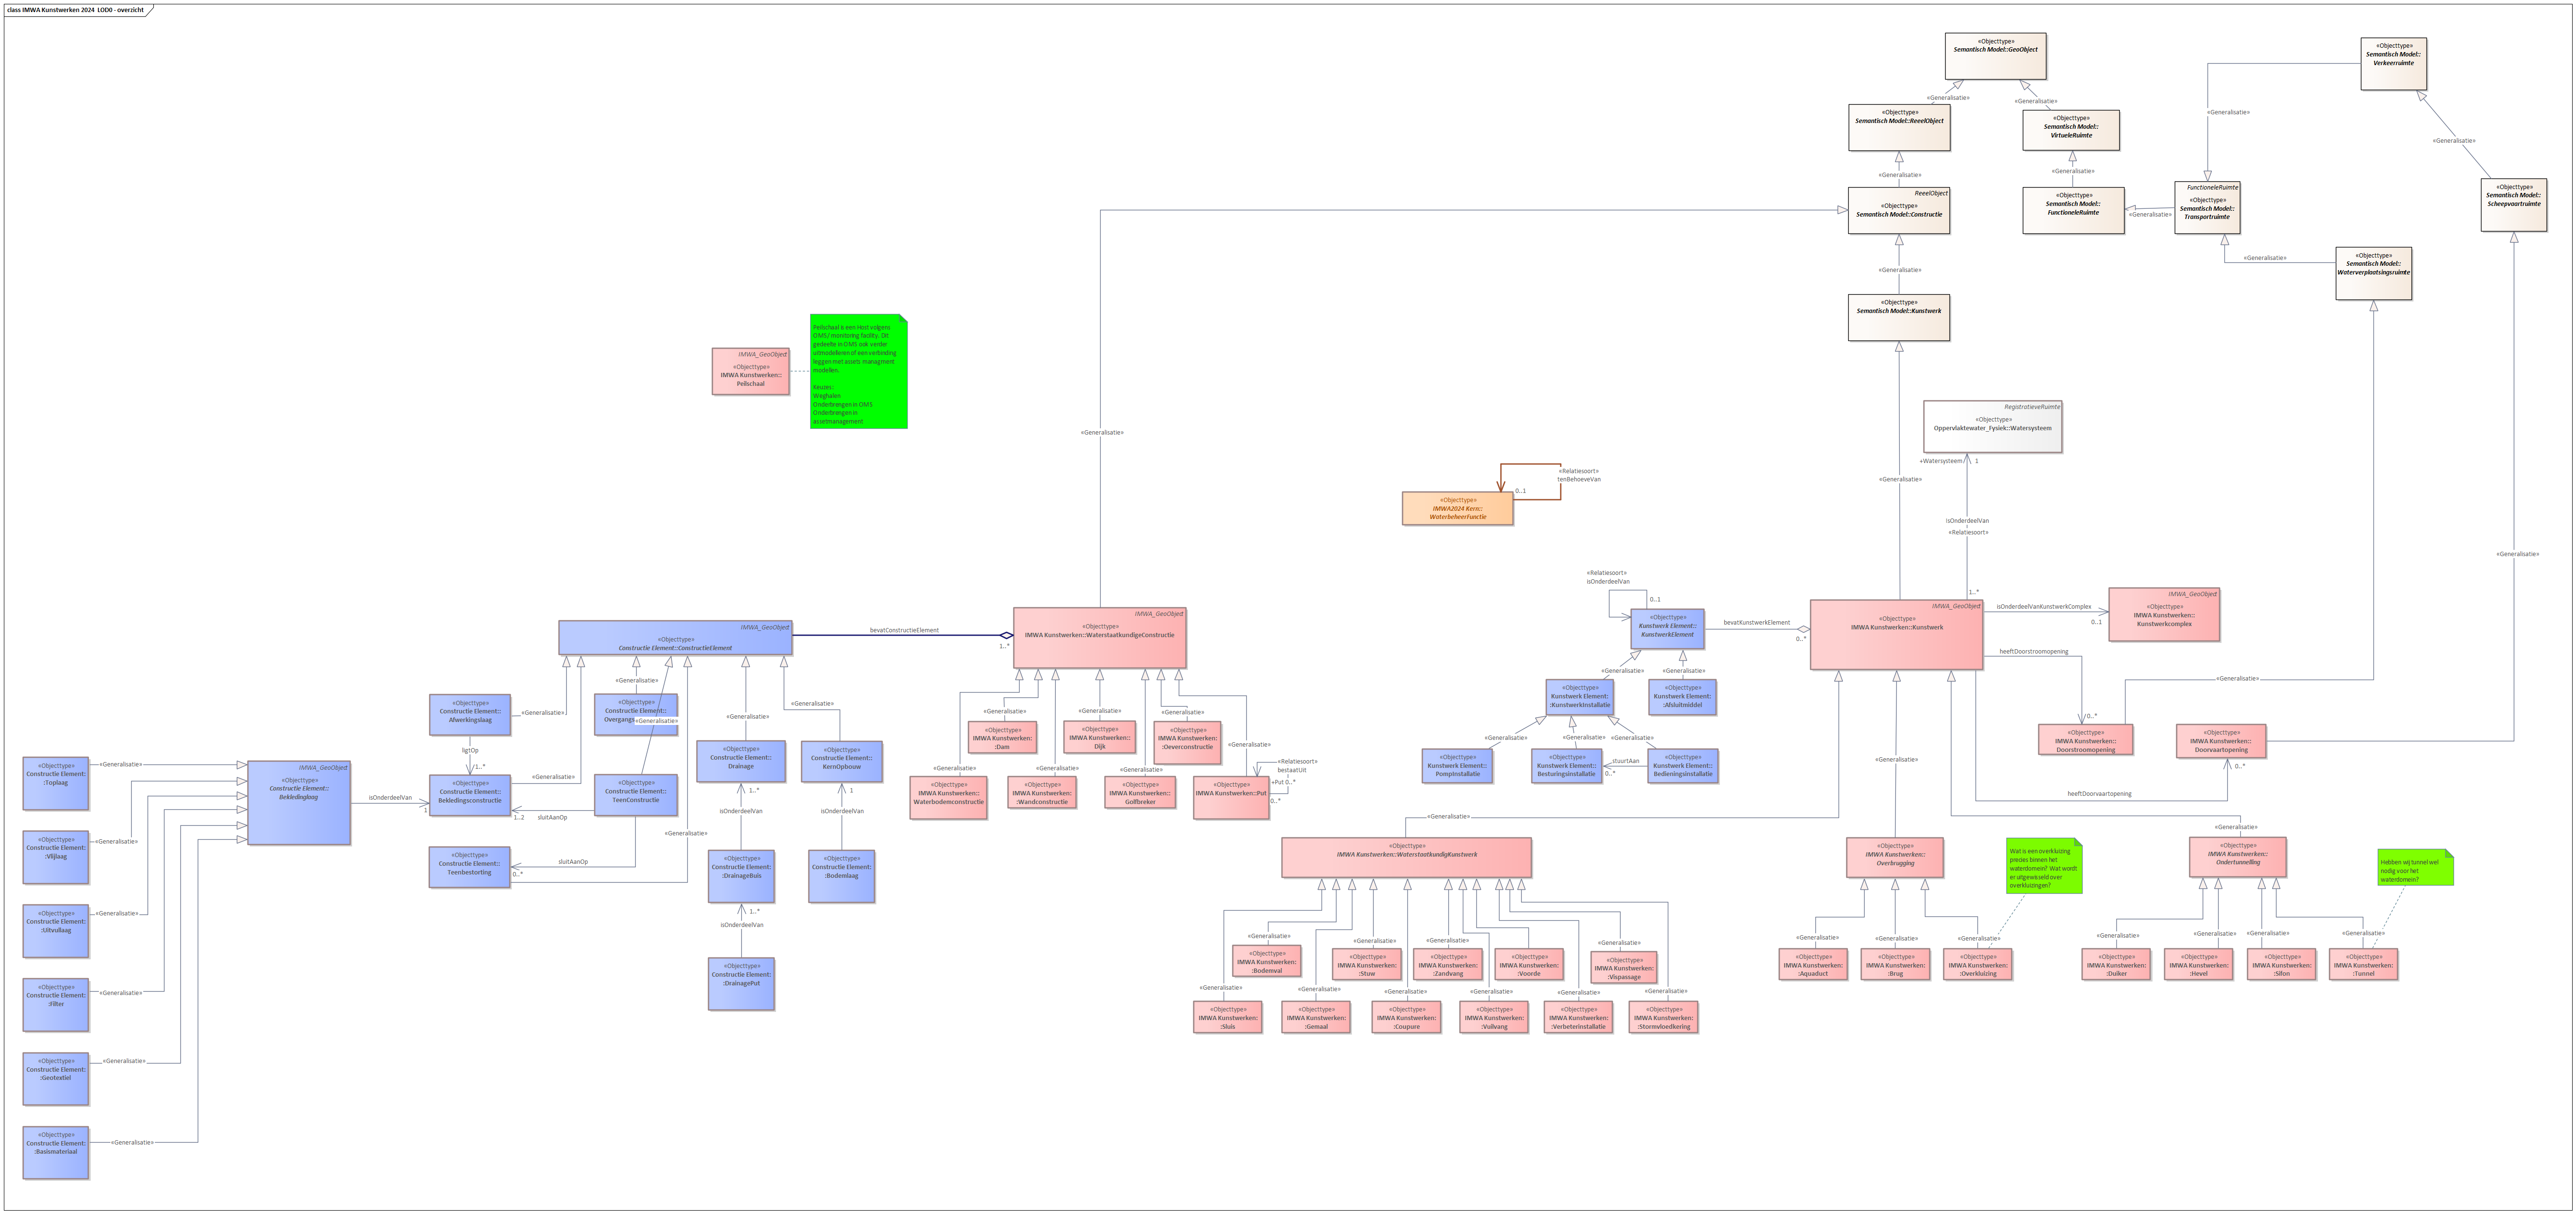 class IMWA Kunstwerken 2024 LOD0 - overzicht
«Objecttype»
Semantisch Model::GeoObject
«Objecttype»
Semantisch Model::
Verkeerruimte
«Generalisatie»
«Generalisatie»
«Objecttype»
Semantisch Model::ReeelObject
«Objecttype»
Semantisch Model::
VirtueleRuimte
«Generalisatie»
«Generalisatie»
«Generalisatie»
«Generalisatie»
ReeelObject
«Objecttype»
Semantisch Model::Constructie
«Objecttype»
Semantisch Model::
FunctioneleRuimte
«Generalisatie»
FunctioneleRuimte
«Objecttype»
Semantisch Model::
Transportruimte
«Objecttype»
Semantisch Model::
Scheepvaartruimte
«Generalisatie»
«Generalisatie»
«Objecttype»
Semantisch Model::
Waterverplaatsingsruimte
«Objecttype»
Semantisch Model::Kunstwerk
IMWA_GeoObject
«Objecttype»
IMWA Kunstwerken::
Peilschaal
Peilschaal is een Host volgens
OMS/ monitoring facility. Dit
gedeelte in OMS ook verder
uitmodelleren of een verbinding
leggen met assets managment
modellen.
Keuzes:
Weghalen
Onderbrengen in OMS
Onderbrengen in
assetmanagement
«Generalisatie»
RegistratieveRuimte
«Objecttype»
Oppervlaktewater_Fysiek::Watersysteem
+Watersysteem
1
«Relatiesoort»
tenBehoeveVan
0..1
«Objecttype»
IMWA2024 Kern::
WaterbeheerFunctie
«Generalisatie»
isOnderdeelVan
«Relatiesoort»
1..*
«Generalisatie»
«Relatiesoort»
isOnderdeelVan
0..1
«Objecttype»
Kunstwerk Element::
KunstwerkElement
bevatKunstwerkElement
0..*
IMWA_GeoObject
«Objecttype»
IMWA Kunstwerken::Kunstwerk
isOnderdeelVanKunstwerkComplex
0..1
IMWA_GeoObject
«Objecttype»
IMWA Kunstwerken::
Kunstwerkcomplex
heeftDoorstroomopening
0..*
«Generalisatie»
IMWA_GeoObject
«Objecttype»
Constructie Element::ConstructieElement
bevatConstructieElement
1..*
IMWA_GeoObject
«Objecttype»
IMWA Kunstwerken::WaterstaatkundigeConstructie
«Generalisatie»
«Generalisatie»
«Objecttype»
Kunstwerk Element:
:KunstwerkInstallatie
«Objecttype»
Kunstwerk Element:
:Afsluitmiddel
«Generalisatie»
«Generalisatie»
«Generalisatie»
«Objecttype»
Kunstwerk Element::
PompInstallatie
«Objecttype»
Kunstwerk Element:
Besturingsinstallatie
stuurtAan
0..*
«Objecttype»
Kunstwerk Element::
Bedieningsinstallatie
«Objecttype»
IMWA Kunstwerken::
Doorstroomopening
«Objecttype»
IMWA Kunstwerken::
Doorvaartopening
heeftDoorvaartopening
0..*
«Objecttype»
Constructie Element::
Afwerkingslaag
«Generalisatie»
ligtOp
1..*
«Generalisatie»
«Objecttype»
Constructie Element::
Overgangs
«Generalisatie»
«Generalisatie»
«Generalisatie»
«Objecttype»
Constructie Element::
Drainage
«Objecttype»
Constructie Element::
KernOpbouw
«Objecttype»
Constructie Element::
Bekledingsconstructie
«Generalisatie»
1..2
sluitAanOp
«Objecttype»
Constructie Element::
TeenConstructie
«Generalisatie»
sluitAanOp
0..*
«Objecttype»
Constructie Element::
Teenbestorting
1..*
isOnderdeelVan
«Objecttype»
Constructie Element:
:DrainageBuis
1..*
isOnderdeelVan
«Objecttype»
Constructie Element:
:DrainagePut
1
isOnderdeelVan
«Objecttype»
Constructie Element:
:Bodemlaag
«Generalisatie»
«Objecttype»
IMWA Kunstwerken:
:Dam
«Objecttype»
IMWA Kunstwerken::
Dijk
«Generalisatie»
«Objecttype»
IMWA Kunstwerken:
:Oeverconstructie
«Generalisatie»
«Generalisatie»
«Generalisatie»
«Generalisatie»
«Objecttype»
IMWA Kunstwerken::
Waterbodemconstructie
«Objecttype»
IMWA Kunstwerken:
:Wandconstructie
«Objecttype»
IMWA Kunstwerken::
Golfbreker
«Objecttype»
IMWA Kunstwerken::Put
«Relatiesoort»
bestaatUit
+Put 0..*
0..*
«Objecttype»
Constructie Element:
:Toplaag
«Generalisatie»
«Objecttype»
Constructie Element:
:Vlijlaag
«Generalisatie»
«Objecttype»
Constructie Element:
:Uitvullaag
«Generalisatie»
«Objecttype»
Constructie Element:
:Filter
«Generalisatie»
«Objecttype»
Constructie Element:
:Geotextiel
«Generalisatie»
«Objecttype»
Constructie Element:
:Basismateriaal
«Generalisatie»
IMWA_GeoObject
«Objecttype»
Constructie Element::
Bekledinglaag
isOnderdeelVan
1
«Generalisatie»
«Objecttype»
IMWA Kunstwerken::WaterstaatkundigKunstwerk
«Generalisatie»
«Objecttype»
IMWA Kunstwerken:
:Bodemval
«Generalisatie»
«Objecttype»
IMWA Kunstwerken:
:Stuw
«Generalisatie»
«Objecttype»
IMWA Kunstwerken:
:Zandvang
«Objecttype»
IMWA Kunstwerken:
:Voorde
«Generalisatie»
«Objecttype»
IMWA Kunstwerken:
:Vispassage
«Generalisatie»
«Generalisatie»
«Generalisatie»
«Generalisatie»
«Generalisatie»
«Generalisatie»
«Objecttype»
IMWA Kunstwerken:
:Sluis
«Objecttype»
IMWA Kunstwerken:
:Gemaal
«Objecttype»
IMWA Kunstwerken:
:Coupure
«Objecttype»
IMWA Kunstwerken:
:Vuilvang
«Objecttype»
IMWA Kunstwerken:
:Verbeterinstallatie
«Objecttype»
IMWA Kunstwerken:
:Stormvloedkering
«Generalisatie»
«Objecttype»
IMWA Kunstwerken::
Overbrugging
Wat is een overkluizing
precies binnen het
waterdomein? Wat wordt
er uitgewisseld over
overkluizingen?
«Generalisatie»
«Generalisatie»
«Generalisatie»
«Objecttype»
IMWA Kunstwerken:
:Aquaduct
«Objecttype»
IMWA Kunstwerken:
:Brug
«Objecttype»
IMWA Kunstwerken:
:Overkluizing
«Generalisatie»
«Objecttype»
IMWA Kunstwerken::
Ondertunnelling
Hebben wij tunnel wel
nodig voor het
waterdomein?
«Generalisatie»
«Generalisatie»
«Generalisatie»
«Generalisatie»
«Objecttype»
IMWA Kunstwerken:
:Duiker
«Objecttype»
IMWA Kunstwerken:
:Hevel
«Objecttype»
IMWA Kunstwerken:
:Sifon
«Objecttype»
IMWA Kunstwerken:
:Tunnel